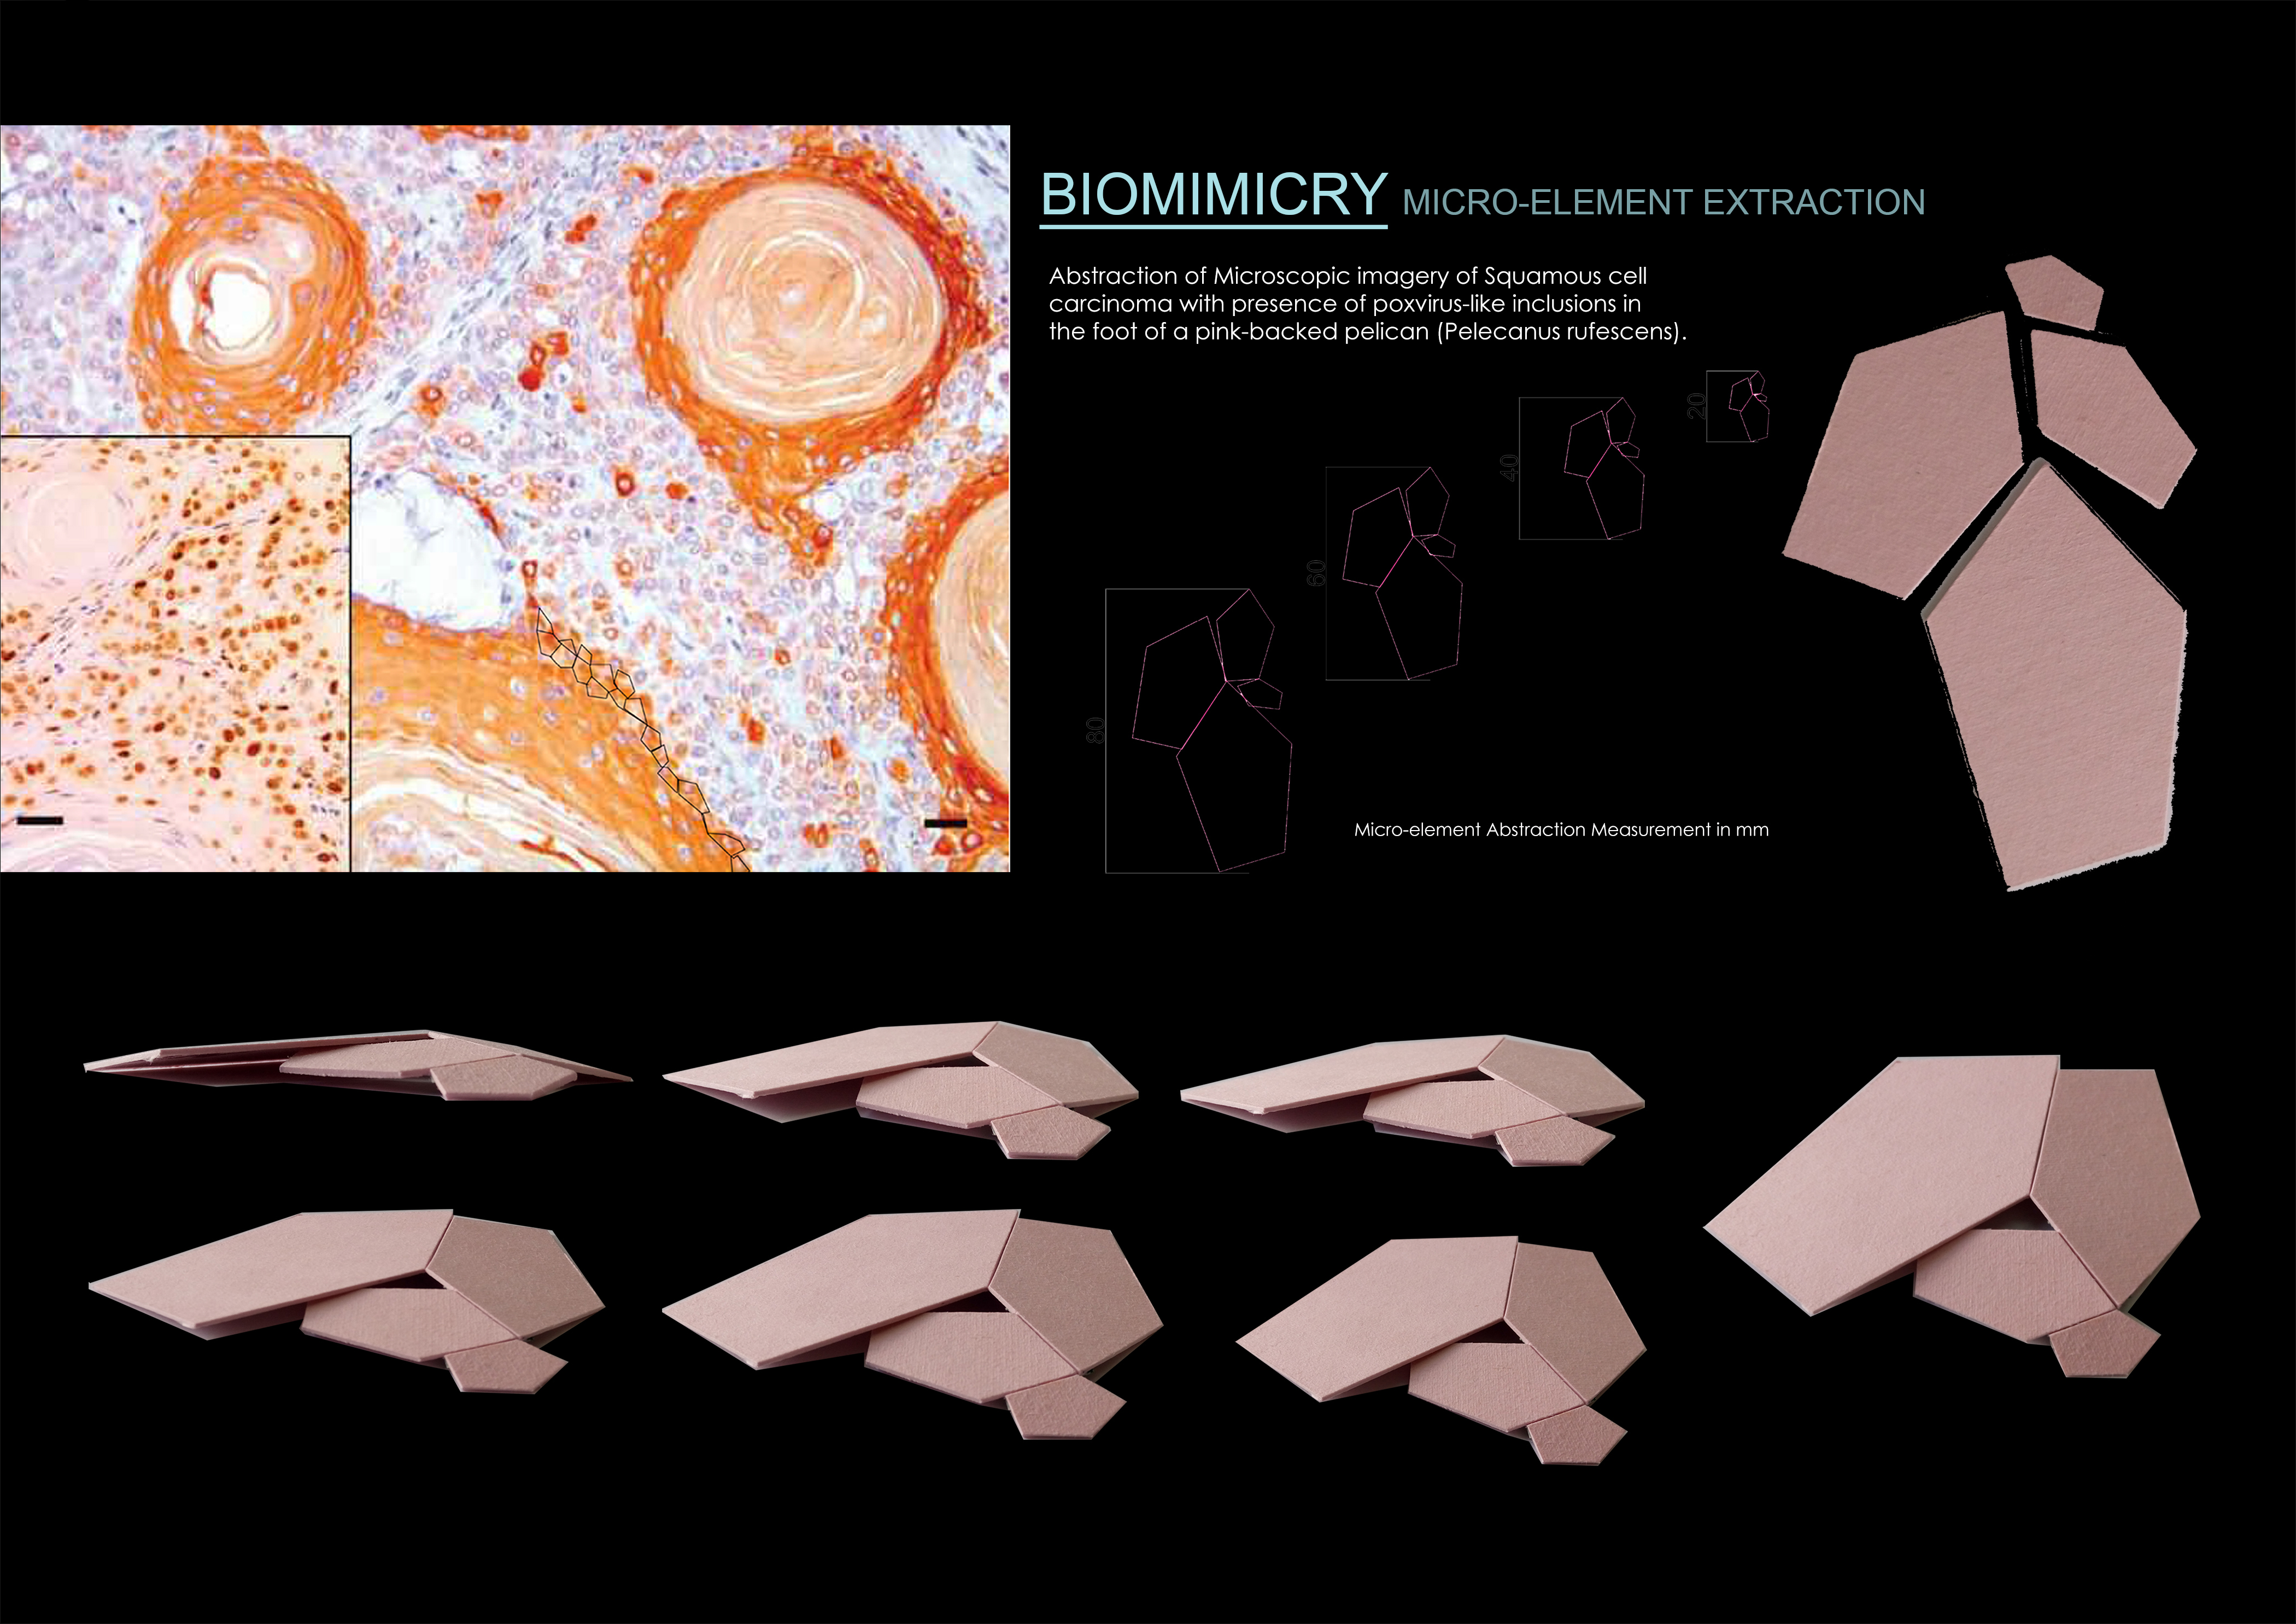 BIOMIMICRY MICRO-ELEMENT EXTRACTION
Abstraction of Microscopic imagery of Squamous cell
carcinoma with presence of poxvirus-like inclusions in
the foot of a pink-backed pelican (Pelecanus rufescens).
20
40
60
80
Micro-element Abstraction Measurement in mm